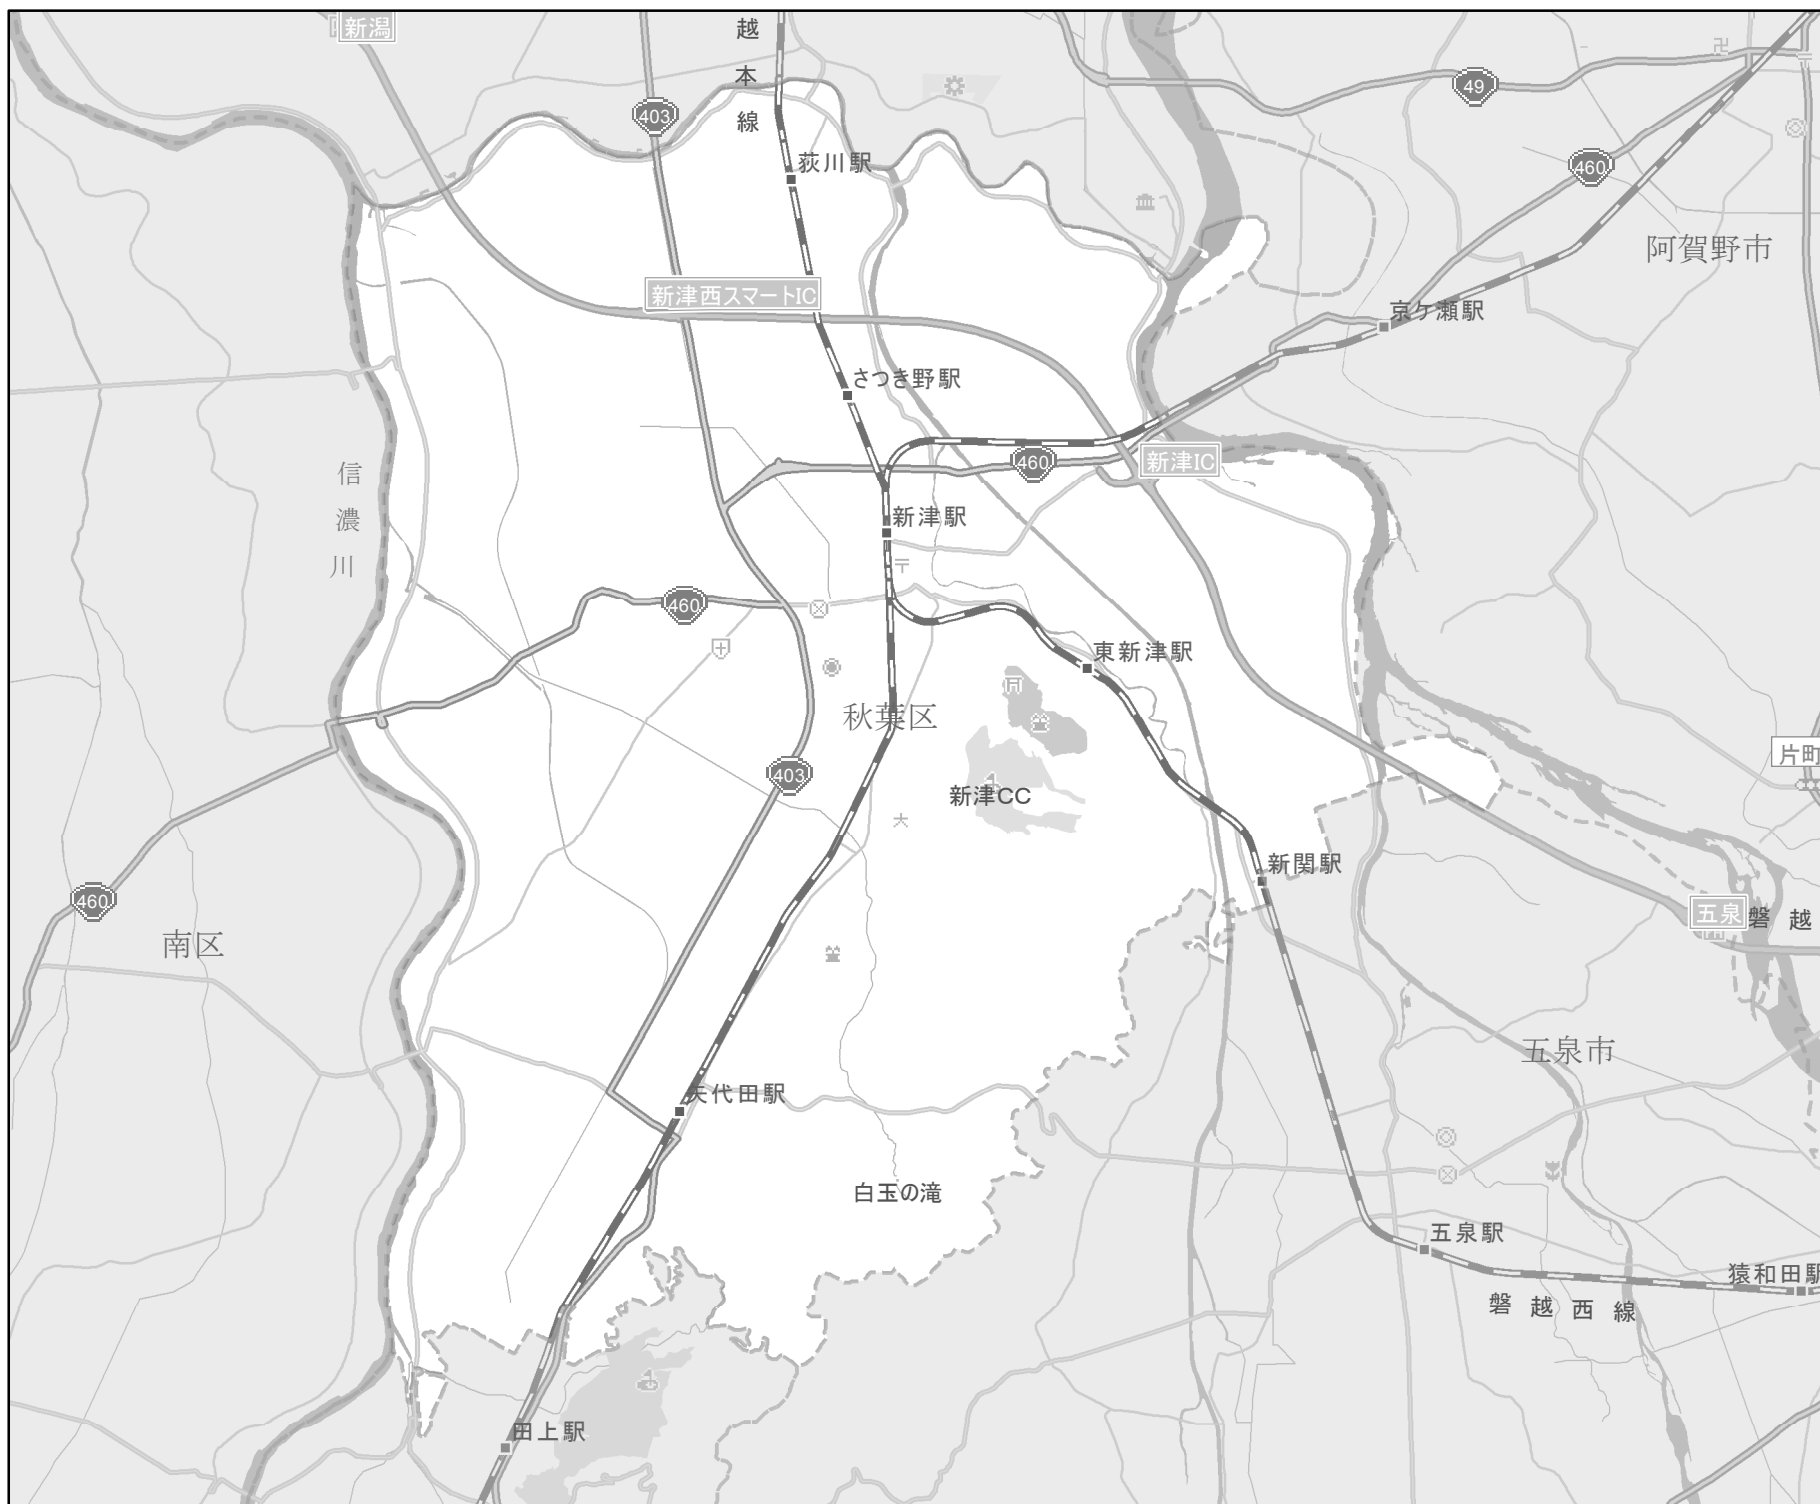 新潟
越
本
線
403
49
荻川駅
460
阿賀野市
新津西スマートIC
京ケ瀬駅
さつき野駅
信
濃
川
460
新津IC
新津駅
460
東新津駅
秋葉区
片町
403
新津CC
新関駅
460
五泉
磐越
南区
五泉市
矢代田駅
白玉の滝
五泉駅
猿和田駅
磐越西線
田上駅